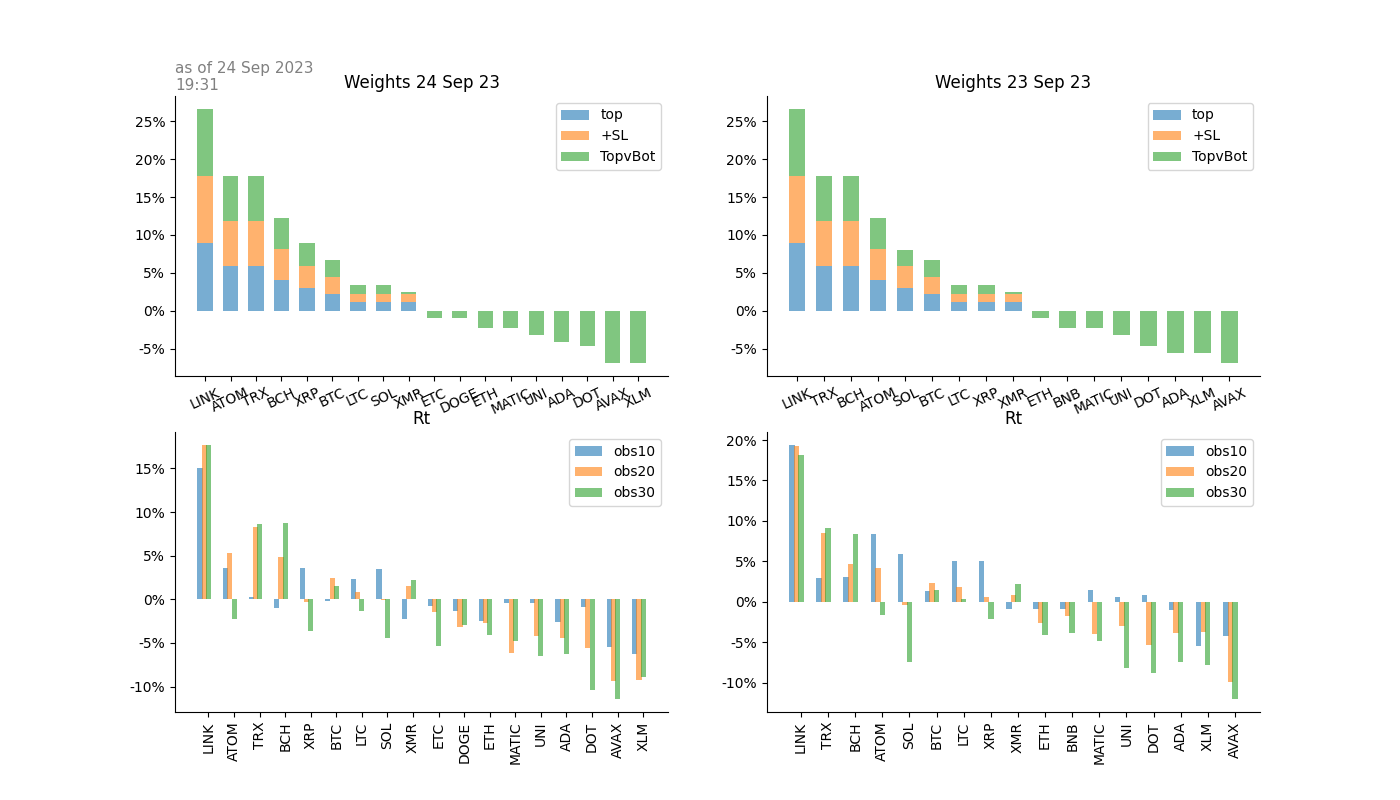 as of 24 Sep 2023
19:31
Weights 24 Sep 23
25%
20%
15%
10%
5%
0%
-5%
top
+SL
TopvBot
LINK
ATOM
TRX
BCH
XRP
BTC
LTC
SOL
XMR
ETC
DOGE
ETH
MATIC
UNI
ADA
DOT
AVAX
XLM
Weights 23 Sep 23
25%
20%
15%
10%
5%
0%
-5%
top
+SL
TopvBot
LINK
TRX
BCH
ATOM
SOL
BTC
LTC
XRP
XMR
ETH
BNB
MATIC
UNI
DOT
ADA
XLM
AVAX
Rt
15%
10%
5%
0%
-5%
-10%
obs10
obs20
obs30
LINK
ATOM
TRX
BCH
XRP
BTC
LTC
SOL
XMR
ETC
DOGE
ETH
MATIC
UNI
ADA
DOT
AVAX
XLM
Rt
20%
15%
10%
5%
0%
-5%
-10%
obs10
obs20
obs30
LINK
TRX
BCH
ATOM
SOL
BTC
LTC
XRP
XMR
ETH
BNB
MATIC
UNI
DOT
ADA
XLM
AVAX